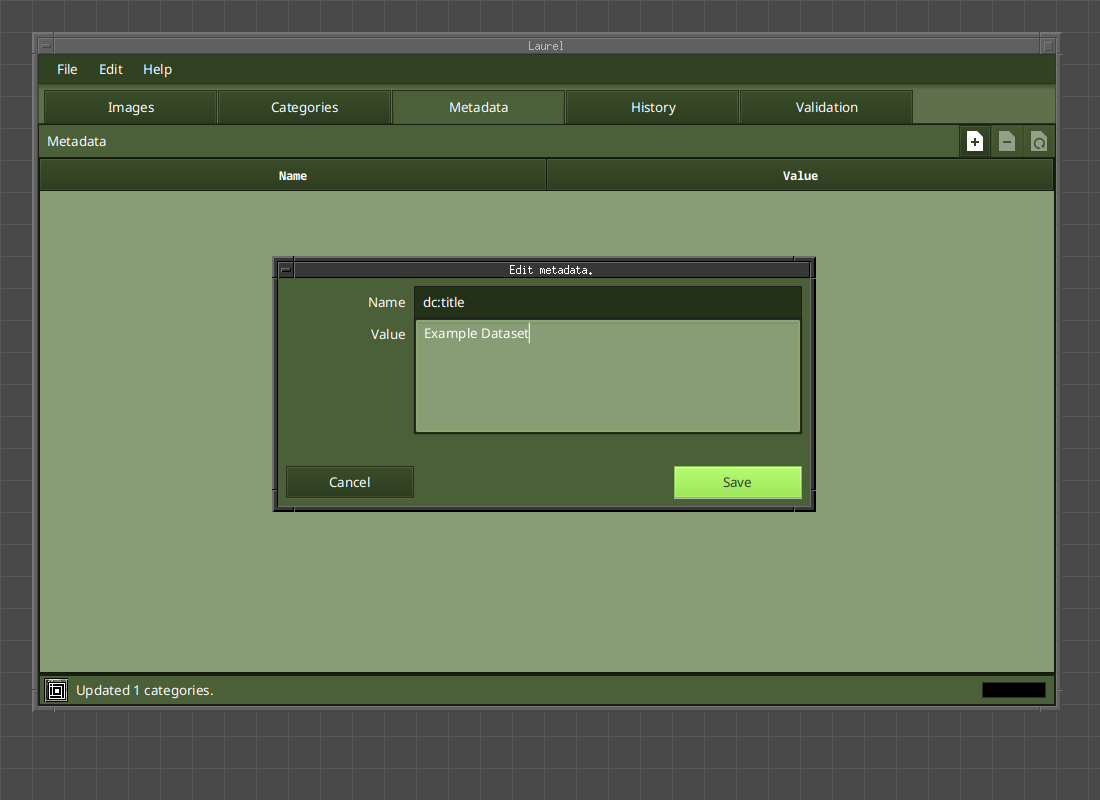 Laurel
File Edit Help
Images Categories Metadata History Validation
Metadata
Name Value
Edit metadata.
Name dc:title
Value Example Dataset
Cancel Save
Updated 1 categories.